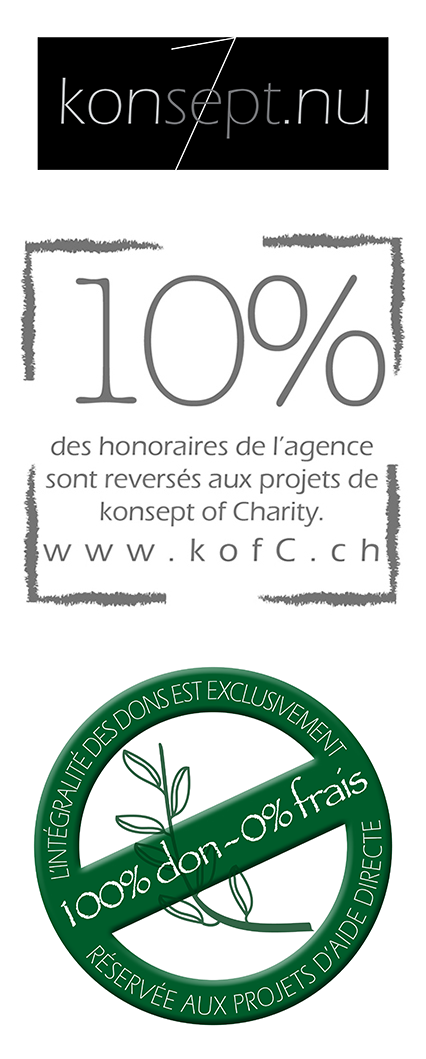 konsept.nu
10%
des honoraires de l'agence
sont reversés aux projets de
konsept of Charity.
www.kofC.ch
L'INTÉGRALITÉ DES DONS EST EXCLUSIVEMENT
100% don ~ 0% frais
RÉSERVÉE AUX PROJETS D'AIDE DIRECTE